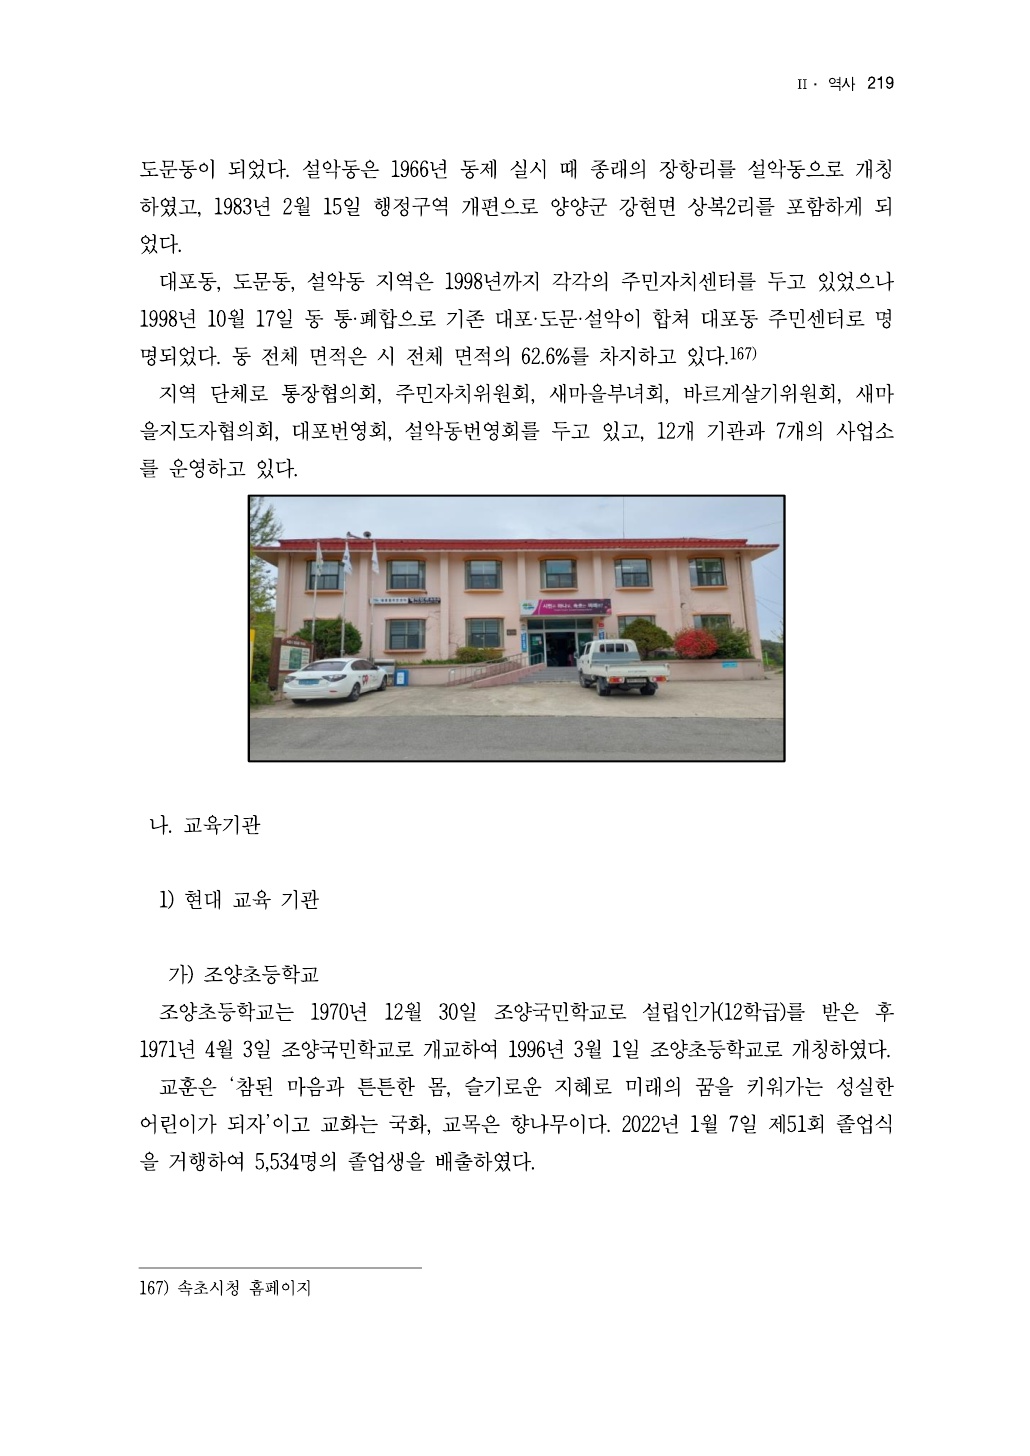 II · 역사 219
도문동이 되었다. 설악동은 1966년 동제 실시 때 종래의 장항리를 설악동으로 개칭
하였고, 1983년 2월 15일 행정구역 개편으로 양양군 강현면 상복2리를 포함하게 되
었다.
대포동, 도문동, 설악동 지역은 1998년까지 각각의 주민자치센터를 두고 있었으나
1998년 10월 17일 동 통·폐합으로 기존 대포·도문·설악이 합쳐 대포동 주민센터로 명
명되었다. 동 전체 면적은 시 전체 면적의 62.6%를 차지하고 있다.167)
지역 단체로 통장협의회, 주민자치위원회, 새마을부녀회, 바르게살기위원회, 새마
을지도자협의회, 대포번영회, 설악동번영회를 두고 있고, 12개 기관과 7개의 사업소
를 운영하고 있다.
나. 교육기관
1) 현대 교육 기관
가) 조양초등학교
조양초등학교는 1970년 12월 30일 조양국민학교로 설립인가(12학급)를 받은 후
1971년 4월 3일 조양국민학교로 개교하여 1996년 3월 1일 조양초등학교로 개칭하였다.
교훈은 ‘참된 마음과 튼튼한 몸, 슬기로운 지혜로 미래의 꿈을 키워가는 성실한
어린이가 되자’이고 교화는 국화, 교목은 향나무이다. 2022년 1월 7일 제51회 졸업식
을 거행하여 5,534명의 졸업생을 배출하였다.
167) 속초시청 홈페이지